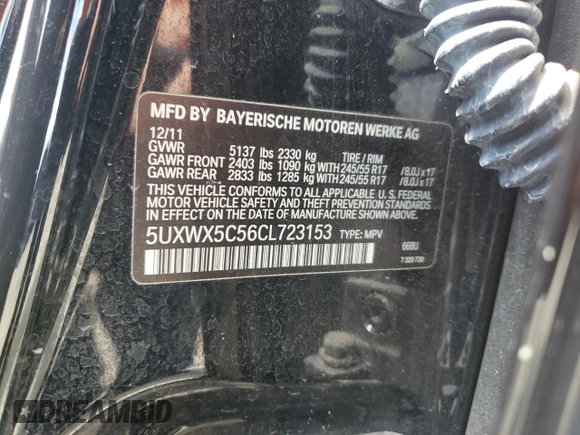 MFD BY BAYERISCHE MOTOREN WERKE AG
12/11
GVWR 5137 lbs 2330 kg TIRE / RIM
GAWR FRONT 2403 lbs 1090 kg WITH 245/55 R17 / 8.0J x 17
GAWR REAR 2833 lbs 1285 kg WITH 245/55 R17 / 8.0J x 17
THIS VEHICLE CONFORMS TO ALL APPLICABLE U. S. FEDERAL
MOTOR VEHICLE SAFETY AND THEFT PREVENTION STANDARDS
IN EFFECT ON THE DATE OF MANUFACTURE SHOWN ABOVE.
5UXWX5C56CL723153 TYPE: MPV
668U
7 320 730
DREAMBID